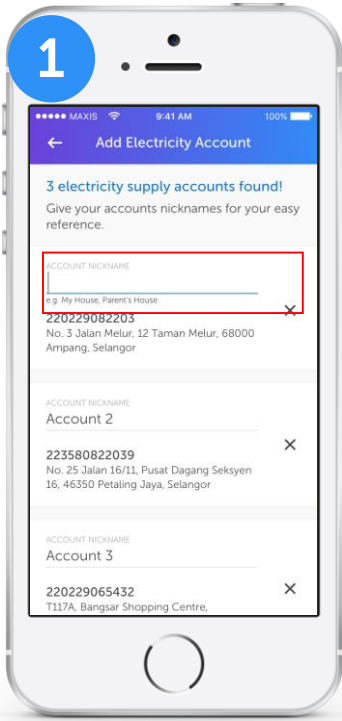 1
MAXIS 9:41 AM 100%
Add Electricity Account
3 electricity supply accounts found!
Give your accounts nicknames for your easy
reference.
ACCOUNT NICKNAME
e.g. My House, Parent's House
220229082203
No. 3 Jalan Melur, 12 Taman Melur, 68000
Ampang, Selangor
ACCOUNT NICKNAME
Account 2
223580822039
No. 25 Jalan 16/11, Pusat Dagang Seksyen
16, 46350 Petaling Jaya, Selangor
ACCOUNT NICKNAME
Account 3
220229065432
T117A, Bangsar Shopping Centre,